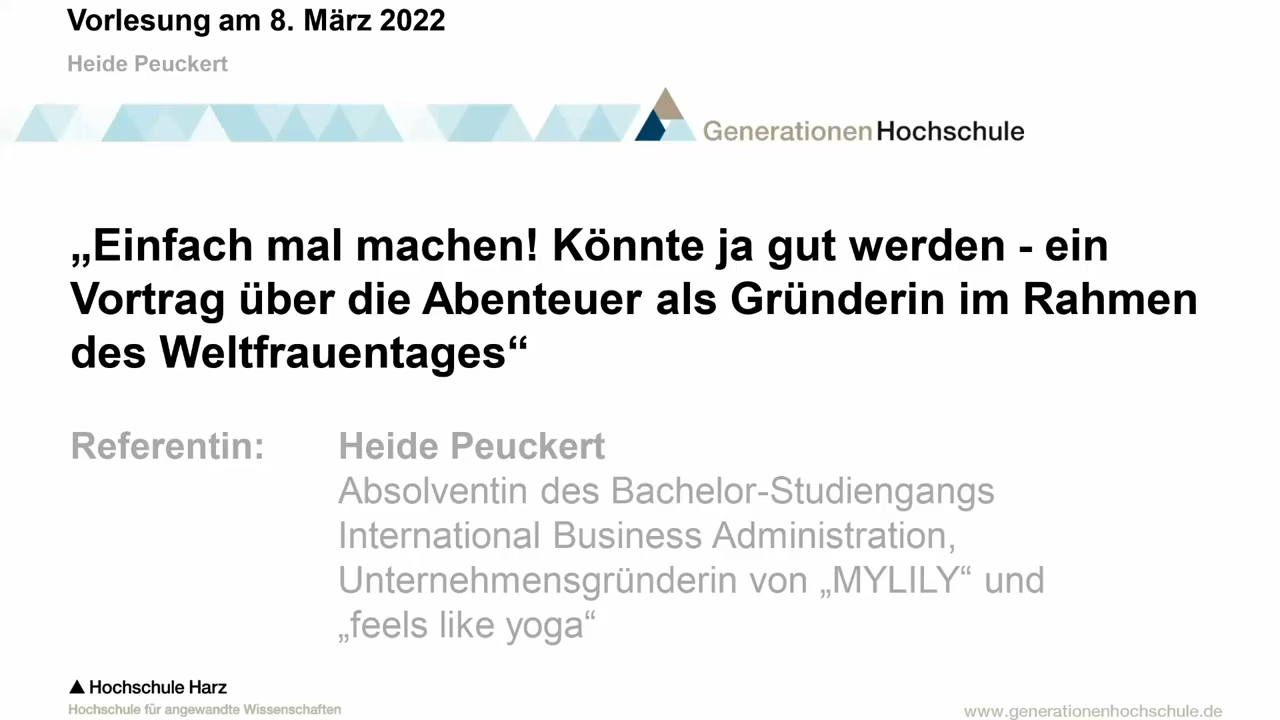 Vorlesung am 8. März 2022
Heide Peuckert
GenerationenHochschule
„Einfach mal machen! Könnte ja gut werden - ein
Vortrag über die Abenteuer als Gründerin im Rahmen
des Weltfrauentages“
Referentin: Heide Peuckert
Absolventin des Bachelor-Studiengangs
International Business Administration,
Unternehmensgründerin von „MYLILY“ und
„feels like yoga“
Hochschule Harz
Hochschule für angewandte Wissenschaften
www.generationenhochschule.de